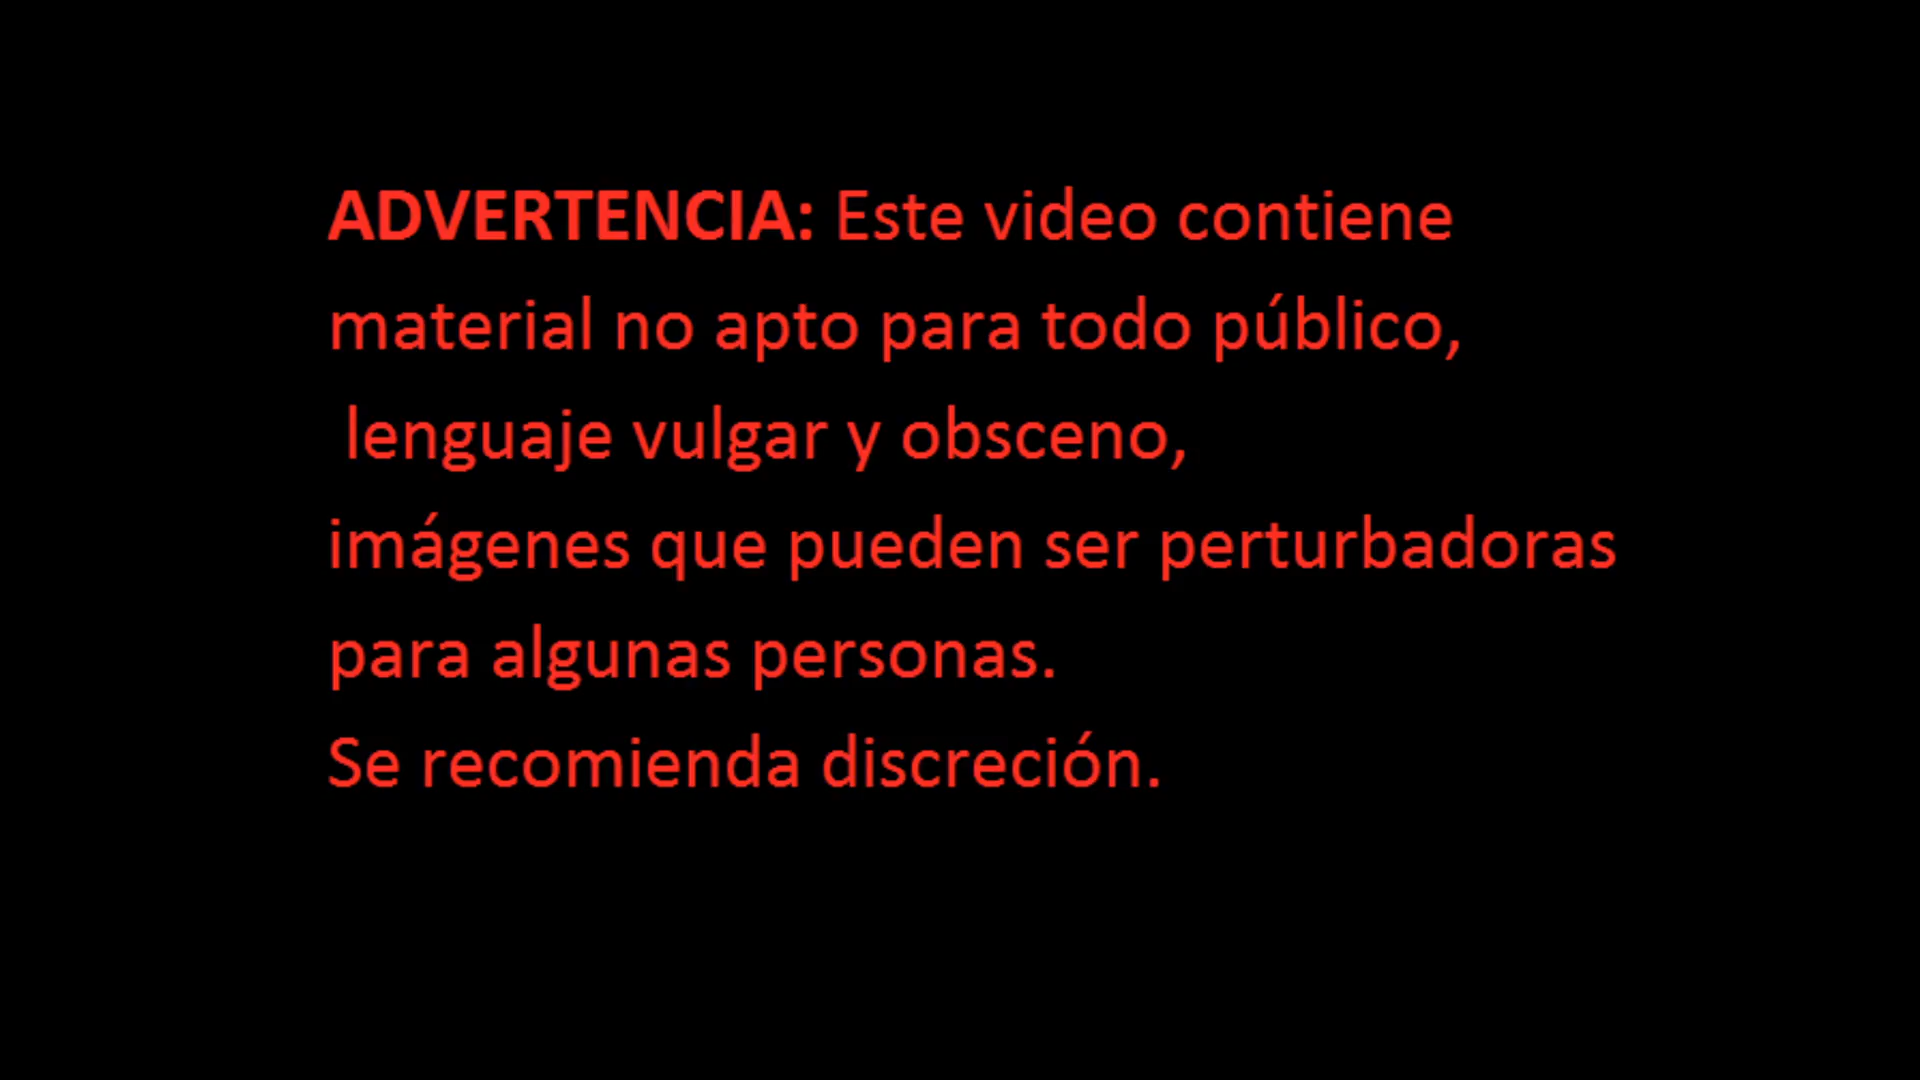 ADVERTENCIA: Este video contiene
material no apto para todo público,
lenguaje vulgar y obsceno,
imágenes que pueden ser perturbadoras
para algunas personas.
Se recomienda discreción.